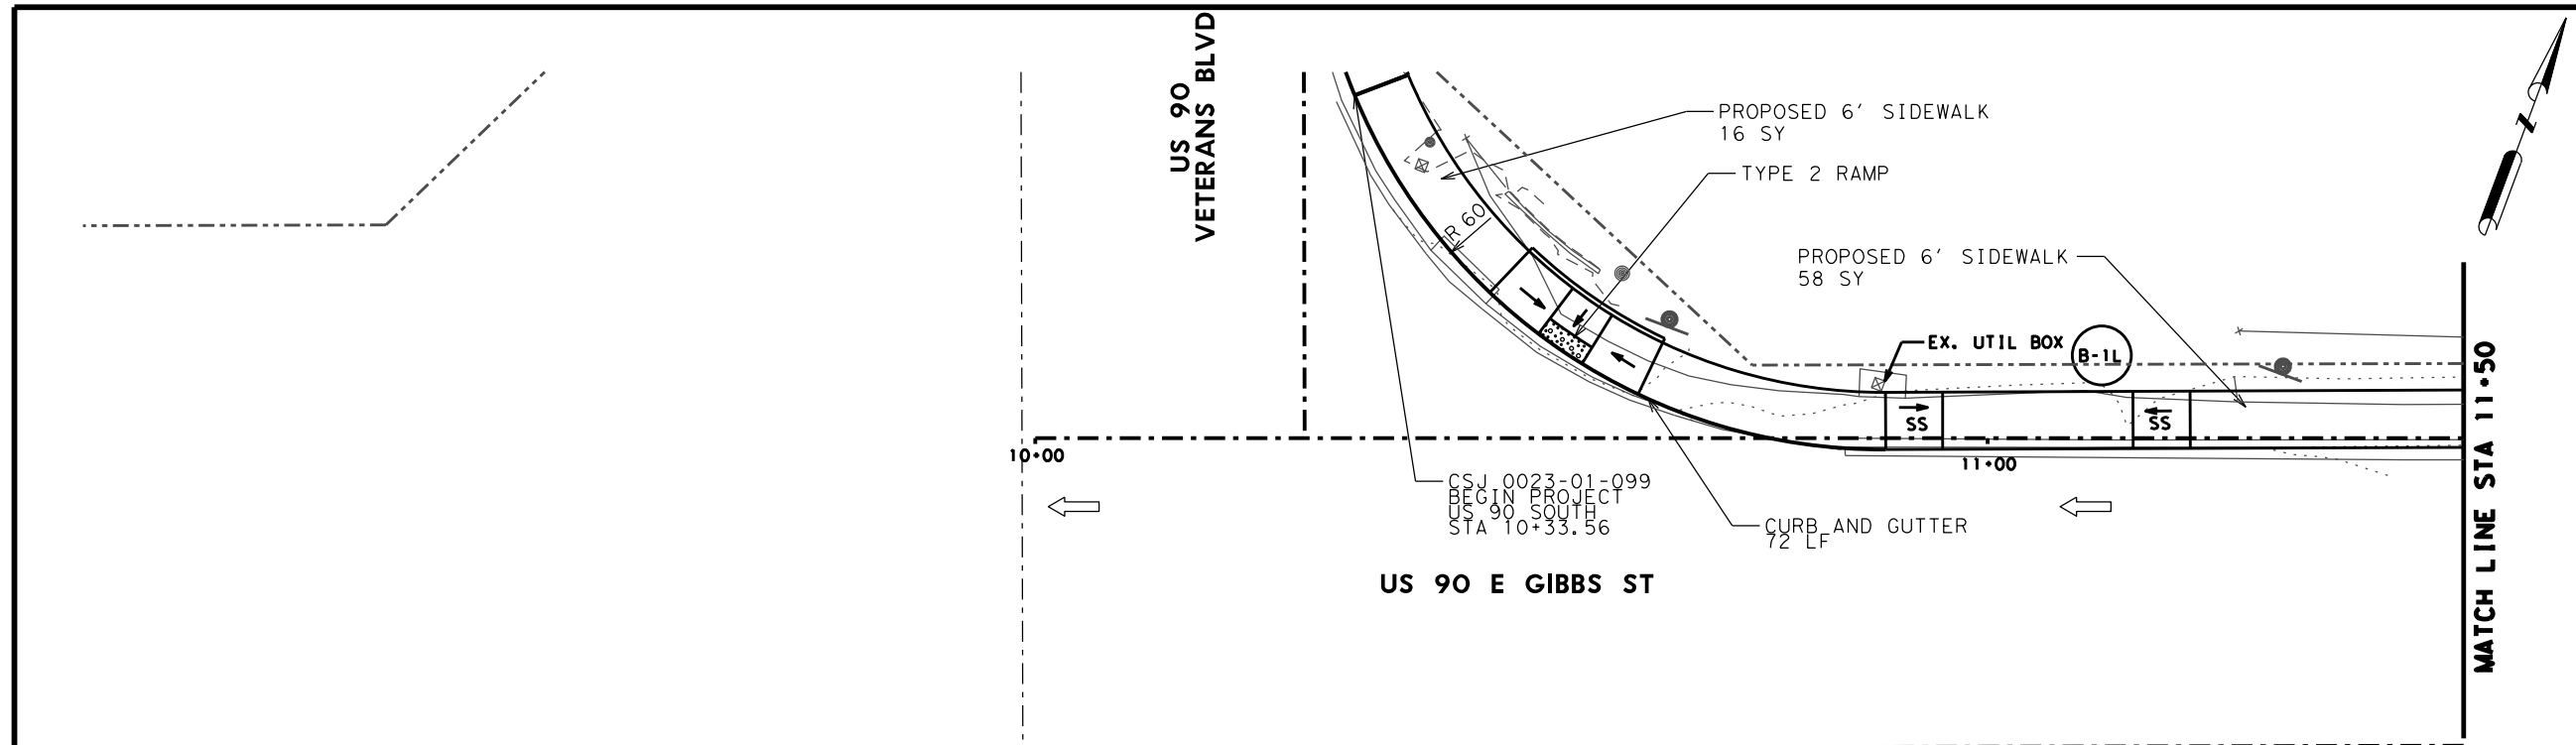 US 90
VETERANS BLVD
PROPOSED 6' SIDEWALK
16 SY
TYPE 2 RAMP
R 60
N
PROPOSED 6' SIDEWALK
58 SY
EX. UTIL BOX
B-1L
SS
SS
10+00
11+00
CSJ 0023-01-099
BEGIN PROJECT
US 90 SOUTH
STA 10+33.56
CURB AND GUTTER
72 LF
US 90 E GIBBS ST
MATCH LINE STA 11+50